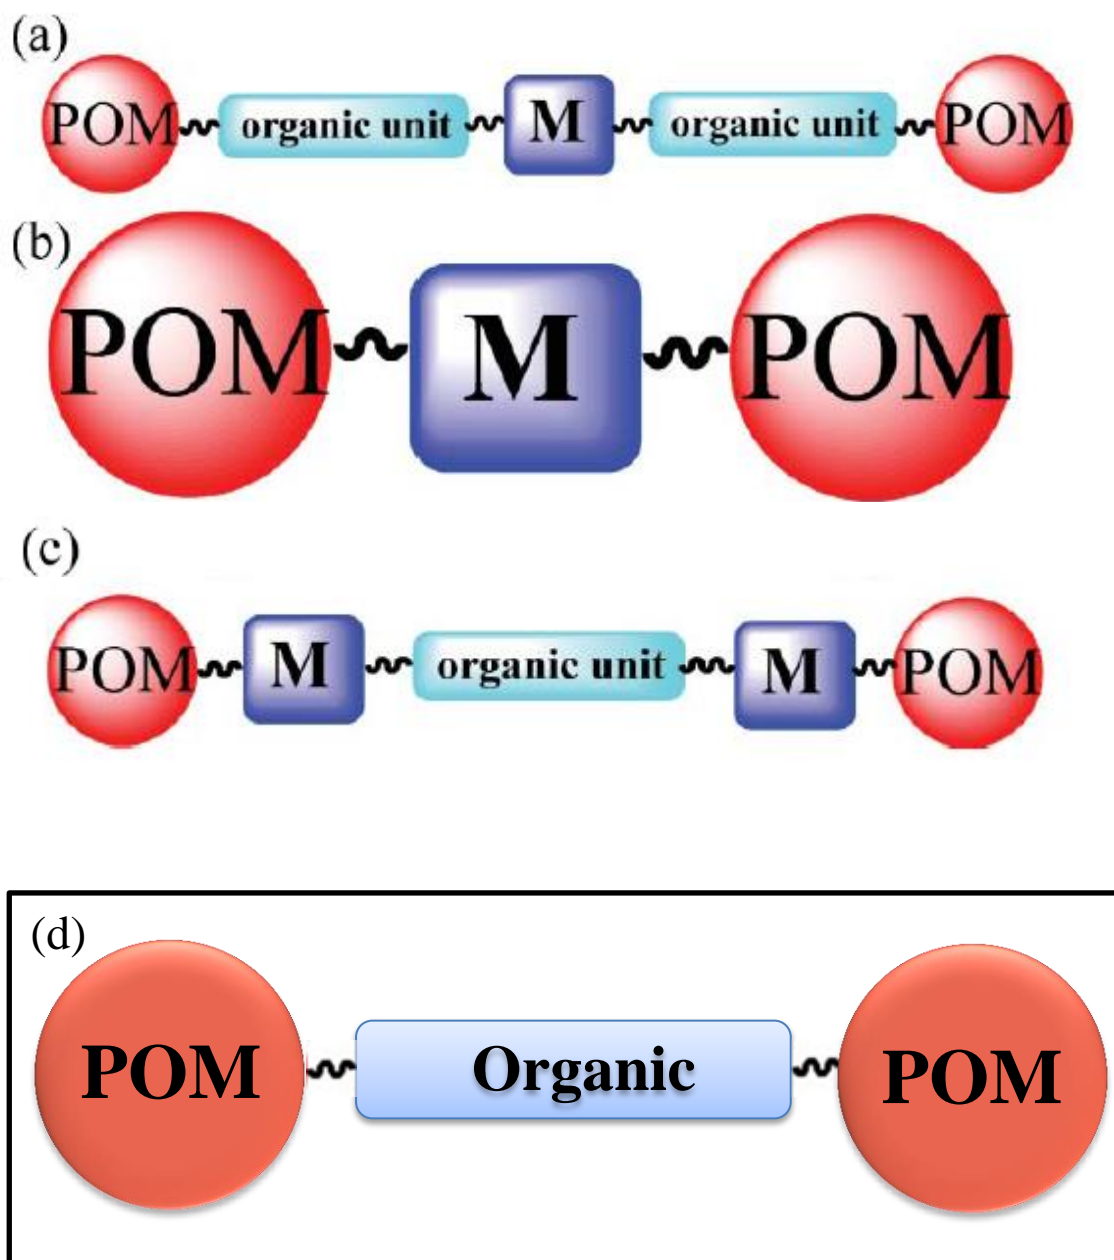 (a)
POM organic unit M organic unit POM
(b)
POM M POM
(c)
POM M organic unit M POM
(d)
POM Organic POM